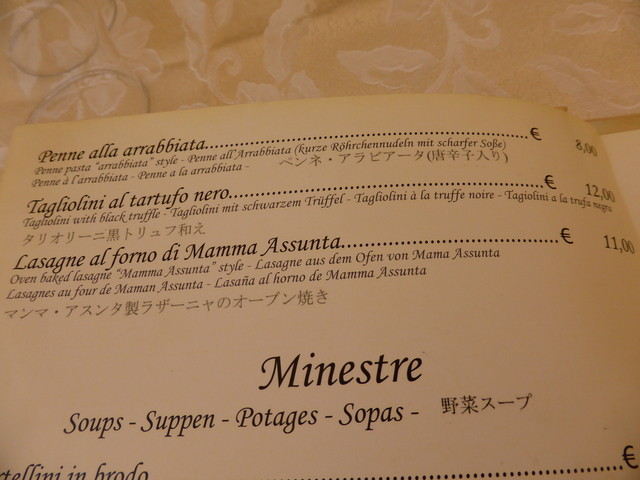 Penne alla arrabbiata........................................................€ 8,00
Penne pasta "arrabbiata" style - Penne all'Arrabbiata (kurze Röhrchennudeln mit scharfer Soße)
Penne à l'arrabbiata - Penne a la arrabbiata - ペンネ・アラビアータ(唐辛子入り)
Tagliolini al tartufo nero........................................................€ 12,00
Tagliolini with black truffle - Tagliolini mit schwarzem Trüffel - Tagliolini à la truffe noire - Tagiolini a la trufa negra
タリオリーニ黒トリュフ和え
Lasagne al forno di Mamma Assunta........................................€ 11,00
Oven baked lasagne "Mamma Assunta" style - Lasagne aus dem Ofen von Mama Assunta
Lasagnes au four de Maman Assunta - Lasaña al horno de Mamma Assunta
マンマ・アスンタ製ラザーニャのオーブン焼き
Minestre
Soups - Suppen - Potages - Sopas - 野菜スープ
rtellini in brodo........................................................€